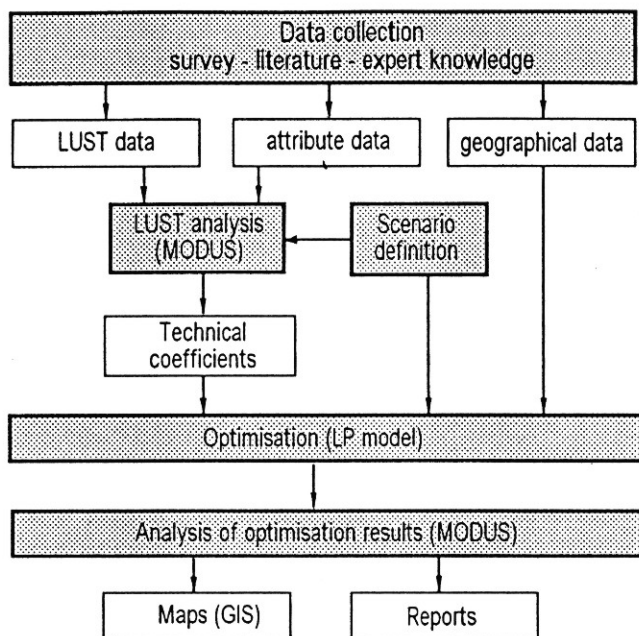 Data collection
survey - literature - expert knowledge
LUST data
attribute data
geographical data
LUST analysis
(MODUS)
Scenario
definition
Technical
coefficients
Optimisation (LP model)
Analysis of optimisation results (MODUS)
Maps (GIS)
Reports